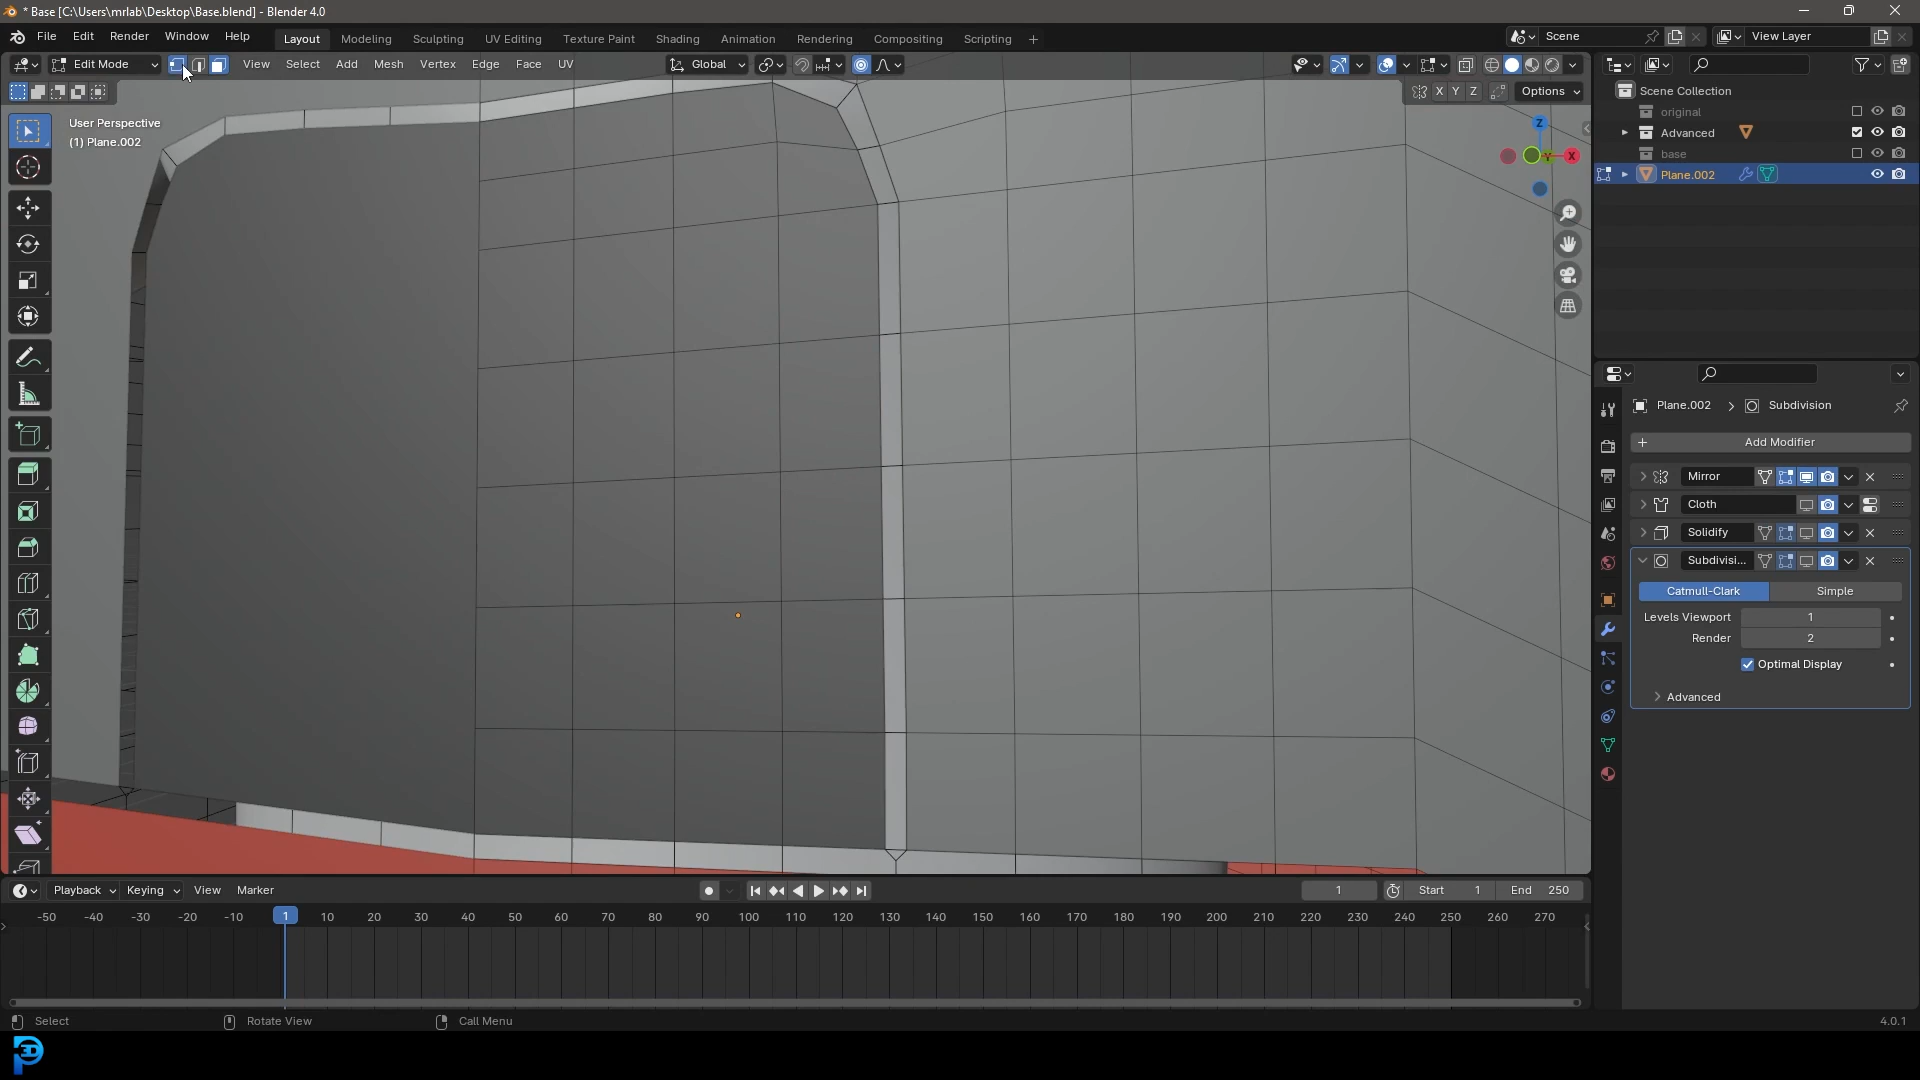 * Base [C:\Users\mrlab\Desktop\Base.blend] - Blender 4.0
File Edit Render Window Help Layout Modeling Sculpting UV Editing Texture Paint Shading Animation Rendering Compositing Scripting + Scene View Layer
Edit Mode View Select Add Mesh Vertex Edge Face UV Global
X Y Z Options
User Perspective
(1) Plane.002
Z
Y X
Scene Collection
original
Advanced
base
Plane.002
Plane.002 > Subdivision
+ Add Modifier
Mirror
Cloth
Solidify
Subdivisi...
Catmull-Clark Simple
Levels Viewport 1
Render 2
Optimal Display
Advanced
Playback Keying View Marker 1 Start 1 End 250
-50 -40 -30 -20 -10 1 10 20 30 40 50 60 70 80 90 100 110 120 130 140 150 160 170 180 190 200 210 220 230 240 250 260 270
Select Rotate View Call Menu 4.0.1
3D